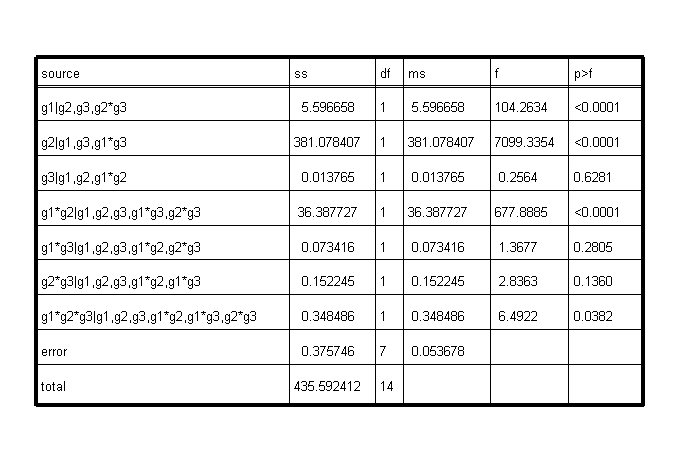 source ss df ms f p>f
g1|g2,g3,g2*g3 5.596658 1 5.596658 104.2634 <0.0001
g2|g1,g3,g1*g3 381.078407 1 381.078407 7099.3354 <0.0001
g3|g1,g2,g1*g2 0.013765 1 0.013765 0.2564 0.6281
g1*g2|g1,g2,g3,g1*g3,g2*g3 36.387727 1 36.387727 677.8885 <0.0001
g1*g3|g1,g2,g3,g1*g2,g2*g3 0.073416 1 0.073416 1.3677 0.2805
g2*g3|g1,g2,g3,g1*g2,g1*g3 0.152245 1 0.152245 2.8363 0.1360
g1*g2*g3|g1,g2,g3,g1*g2,g1*g3,g2*g3 0.348486 1 0.348486 6.4922 0.0382
error 0.375746 7 0.053678
total 435.592412 14